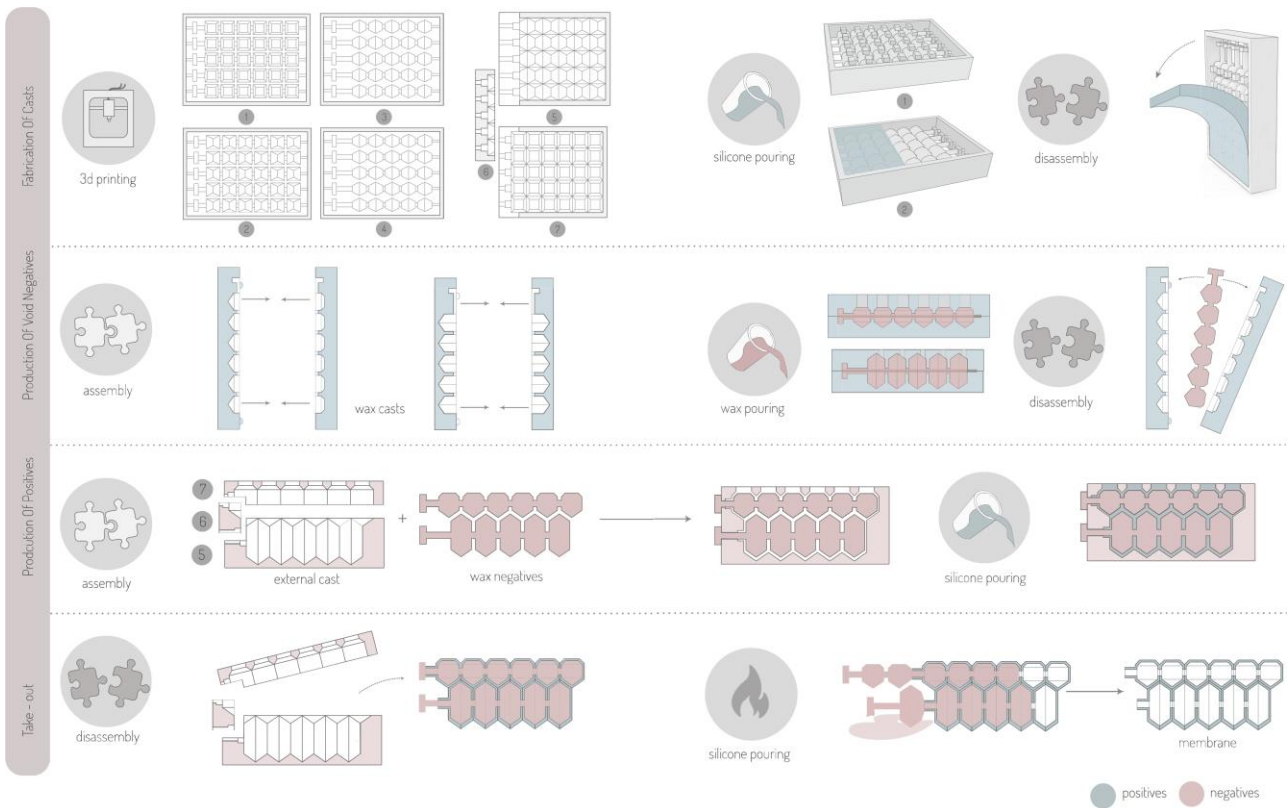 Fabrication Of Casts
3d printing
1
3
5
6
2
4
7
silicone pouring
1
2
disassembly
Production Of Void Negatives
assembly
wax casts
wax pouring
disassembly
Prodcution Of Positives
assembly
7
6
5
external cast
+
wax negatives
silicone pouring
Take - out
disassembly
silicone pouring
membrane
positives
negatives